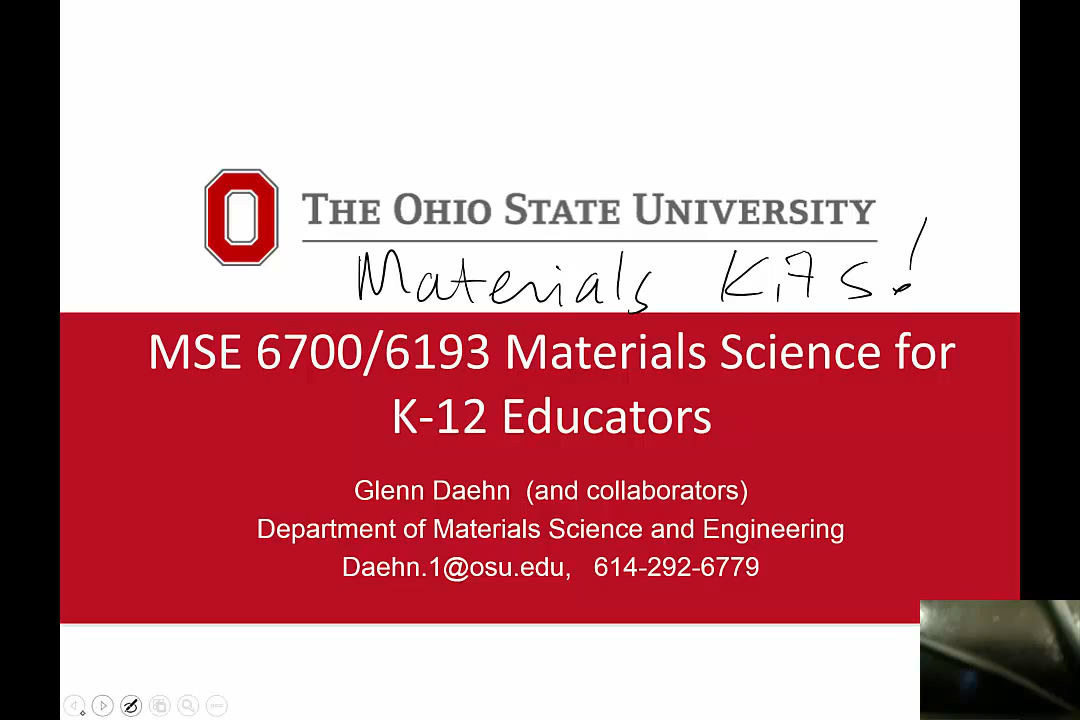 THE OHIO STATE UNIVERSITY
Materials Kits!
MSE 6700/6193 Materials Science for
K-12 Educators
Glenn Daehn (and collaborators)
Department of Materials Science and Engineering
Daehn.1@osu.edu, 614-292-6779